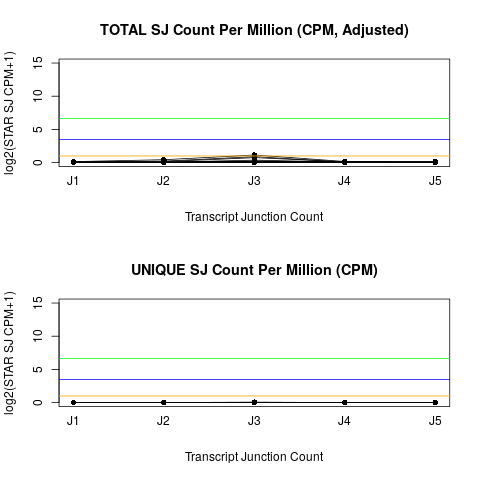 TOTAL SJ Count Per Million (CPM, Adjusted)
log2(STAR SJ CPM+1)
15
10
5
0
J1 J2 J3 J4 J5
Transcript Junction Count
UNIQUE SJ Count Per Million (CPM)
log2(STAR SJ CPM+1)
15
10
5
0
J1 J2 J3 J4 J5
Transcript Junction Count